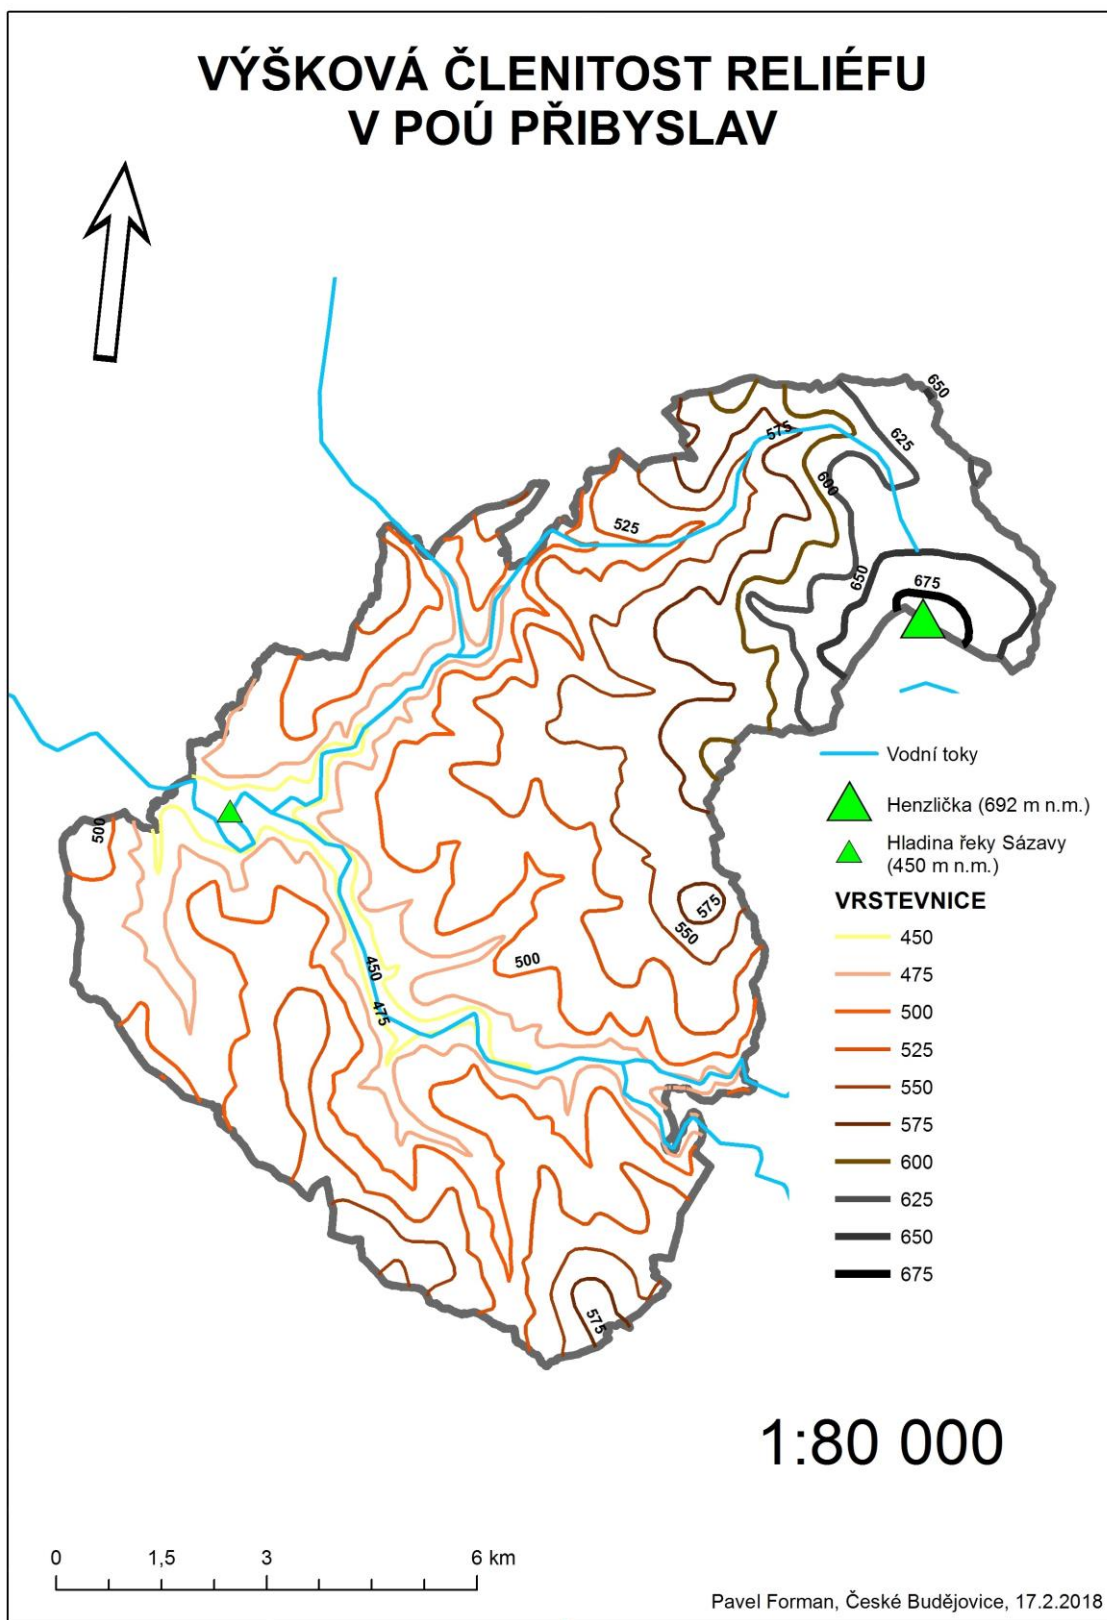 VÝŠKOVÁ ČLENITOST RELIÉFU
V POÚ PŘIBYSLAV
650
625
575
600
525
650
675
Vodní toky
Henzlička (692 m n.m.)
Hladina řeky Sázavy
(450 m n.m.)
VRSTEVNICE
450
475
500
525
550
575
600
625
650
675
500
575
550
500
450
475
575
1:80 000
0 1,5 3 6 km
Pavel Forman, České Budějovice, 17.2.2018